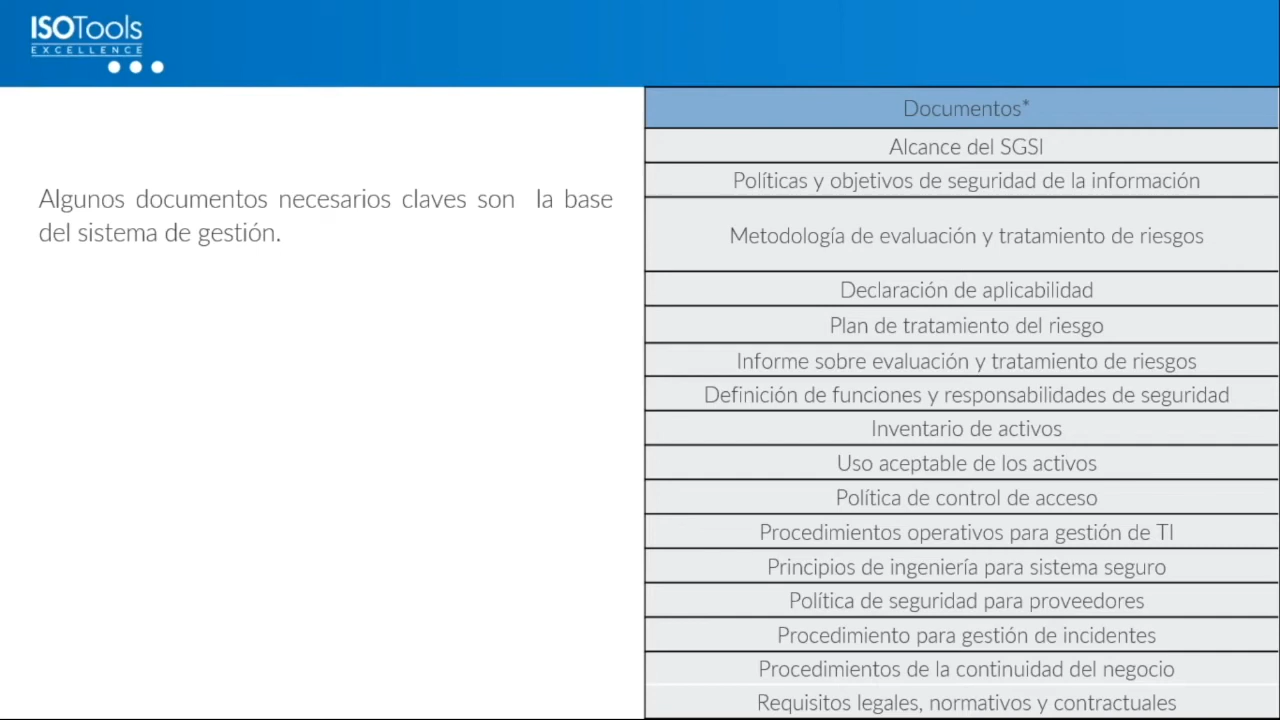 ISOTools
EXCELLENCE
Algunos documentos necesarios claves son la base
del sistema de gestión.
Documentos*
Alcance del SGSI
Políticas y objetivos de seguridad de la información
Metodología de evaluación y tratamiento de riesgos
Declaración de aplicabilidad
Plan de tratamiento del riesgo
Informe sobre evaluación y tratamiento de riesgos
Definición de funciones y responsabilidades de seguridad
Inventario de activos
Uso aceptable de los activos
Política de control de acceso
Procedimientos operativos para gestión de TI
Principios de ingeniería para sistema seguro
Política de seguridad para proveedores
Procedimiento para gestión de incidentes
Procedimientos de la continuidad del negocio
Requisitos legales, normativos y contractuales